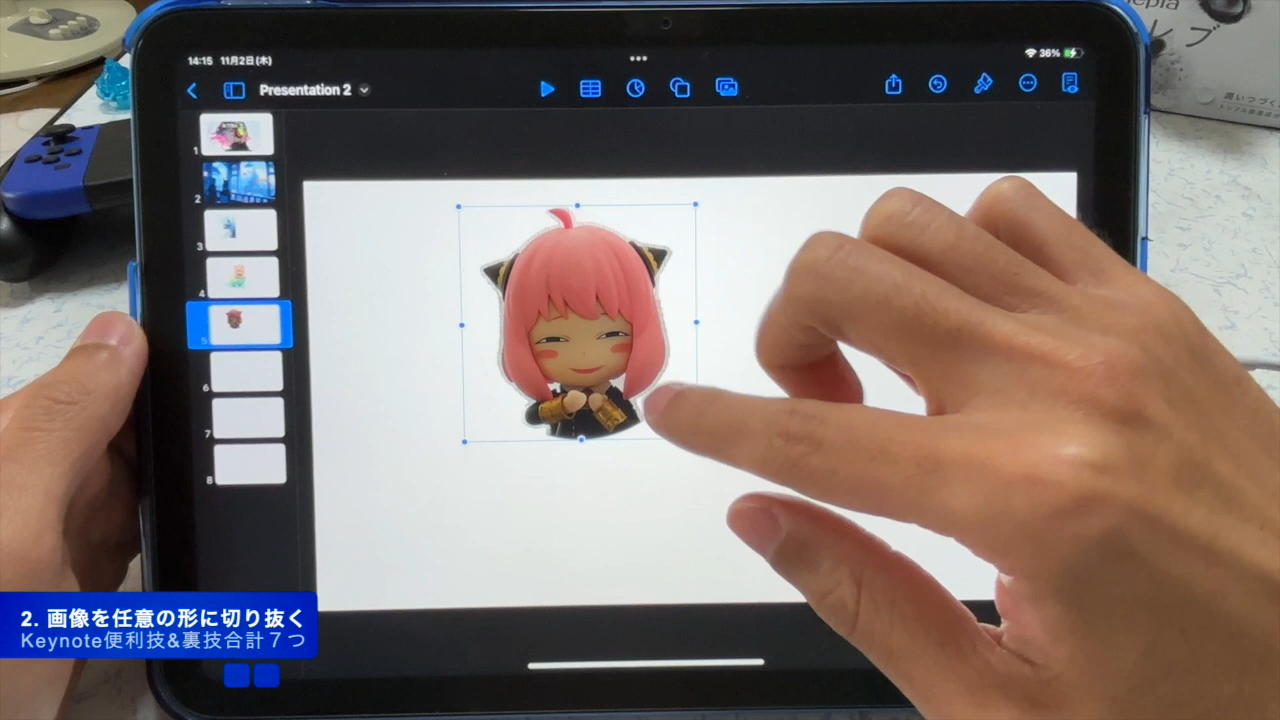 14:15 11月2日(木)
36%
Presentation 2
1
2
3
4
5
6
7
8
レブ
2. 画像を任意の形に切り抜く
Keynote便利技&裏技合計７つ